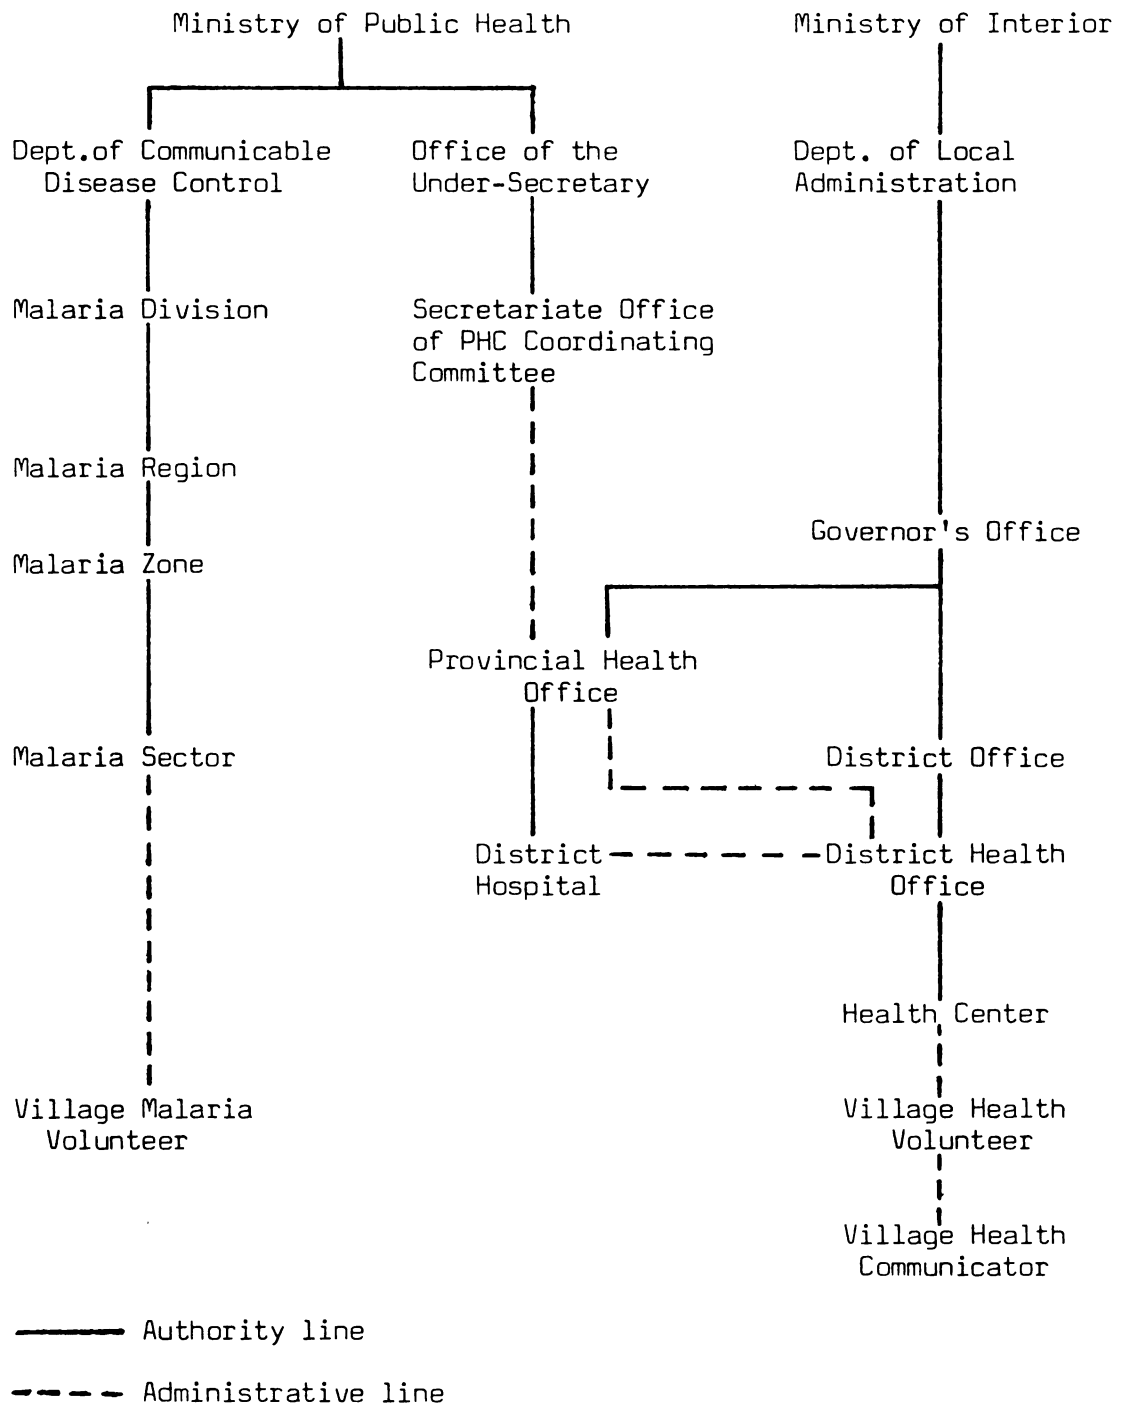 Ministry of Public Health
Ministry of Interior
Dept.of Communicable
Disease Control
Office of the
Under-Secretary
Dept. of Local
Administration
Malaria Division
Secretariate Office
of PHC Coordinating
Committee
Malaria Region
Governor's Office
Malaria Zone
Provincial Health
Office
Malaria Sector
District Office
District
Hospital
District Health
Office
Health Center
Village Malaria
Volunteer
Village Health
Volunteer
Village Health
Communicator
Authority line
Administrative line